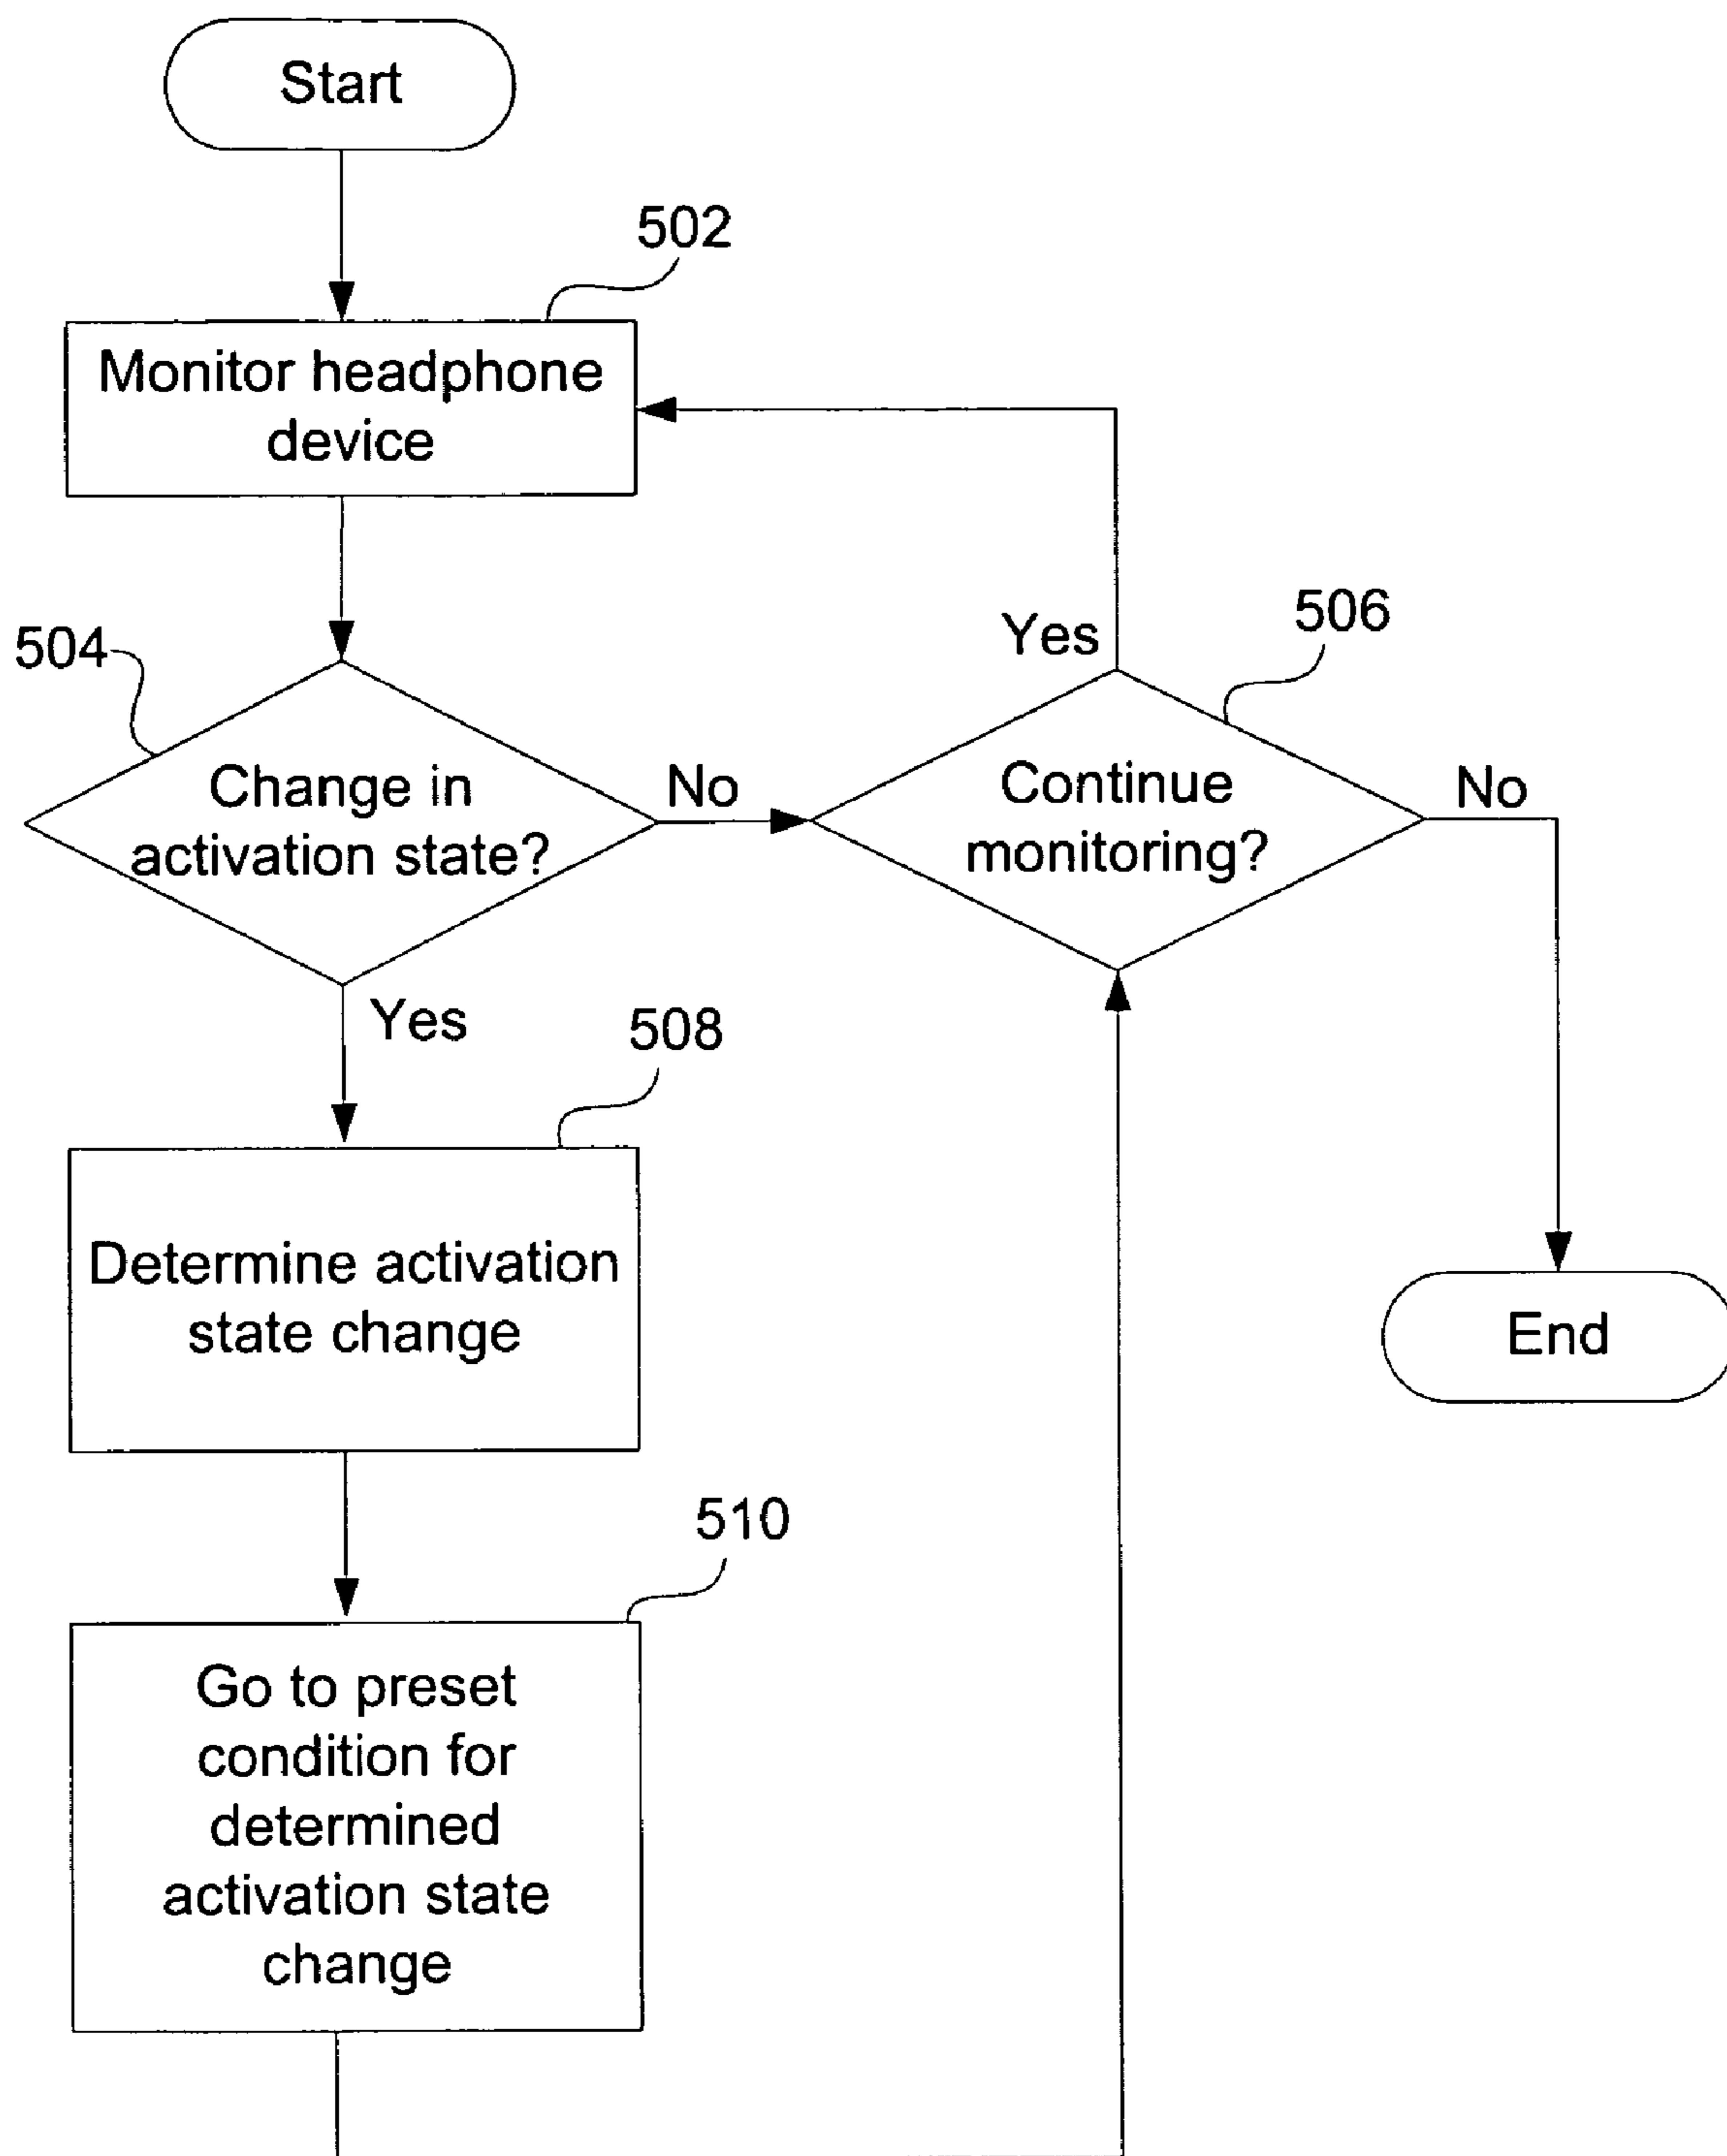 Start
502
Monitor headphone
device
504
Change in
activation state?
No
Yes
506
Continue
monitoring?
Yes
No
508
Determine activation
state change
End
510
Go to preset
condition for
determined
activation state
change